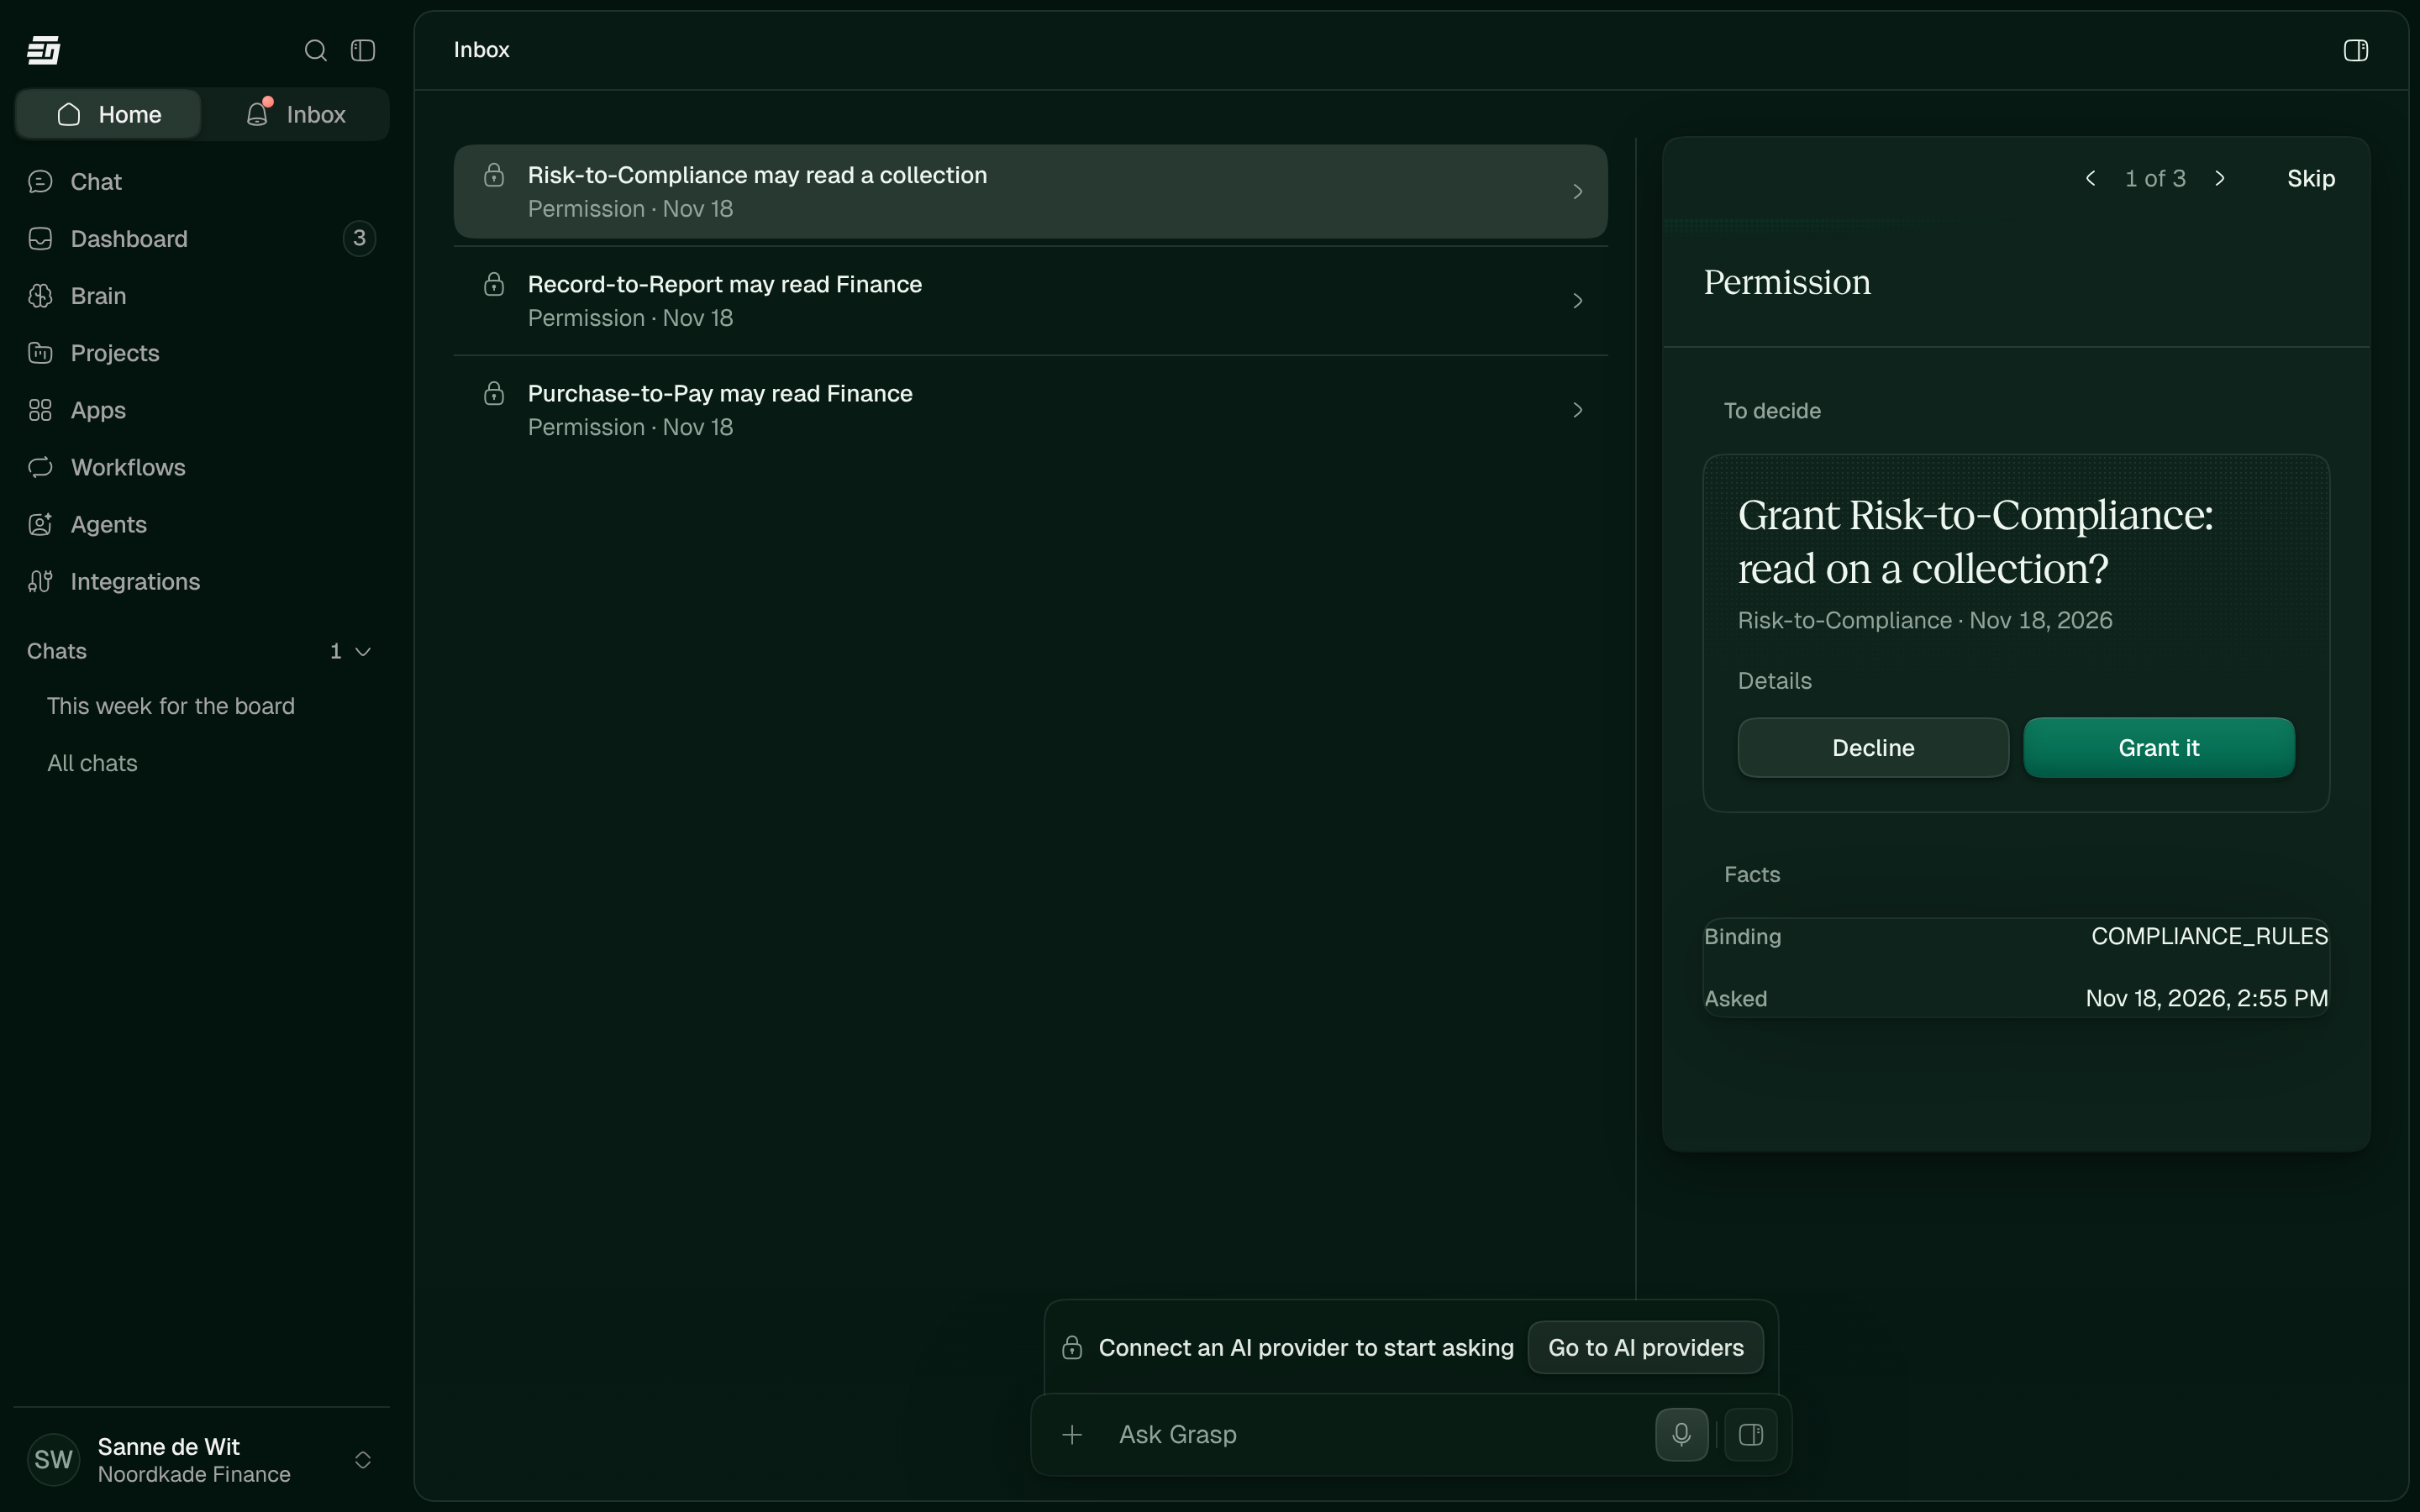 Home
Inbox
Chat
Dashboard
3
Brain
Projects
Apps
Workflows
Agents
Integrations
Chats
1
This week for the board
All chats
SW
Sanne de Wit
Noordkade Finance
Inbox
Risk-to-Compliance may read a collection
Permission · Nov 18
Record-to-Report may read Finance
Permission · Nov 18
Purchase-to-Pay may read Finance
Permission · Nov 18
1 of 3
Skip
Permission
To decide
Grant Risk-to-Compliance:
read on a collection?
Risk-to-Compliance · Nov 18, 2026
Details
Decline
Grant it
Facts
Binding
COMPLIANCE_RULES
Asked
Nov 18, 2026, 2:55 PM
Connect an AI provider to start asking
Go to AI providers
Ask Grasp